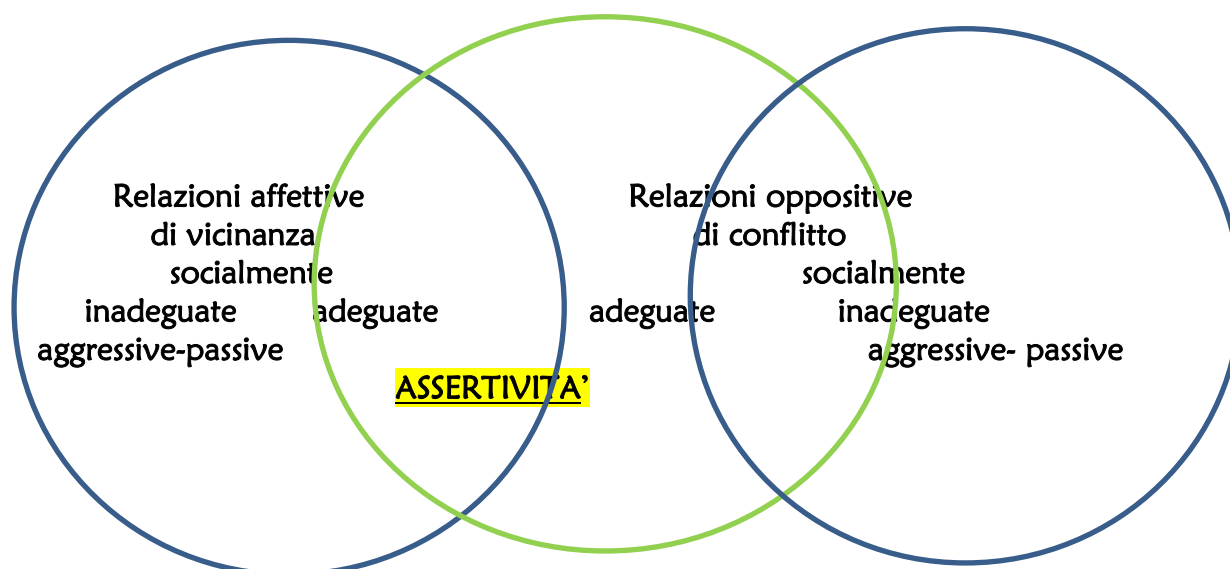 Relazioni affettive Relazioni oppositive
di vicinanza di conflitto
socialmente socialmente
inadeguate adeguate adeguate inadeguate
aggressive-passive aggressive- passive
ASSERTIVITA’